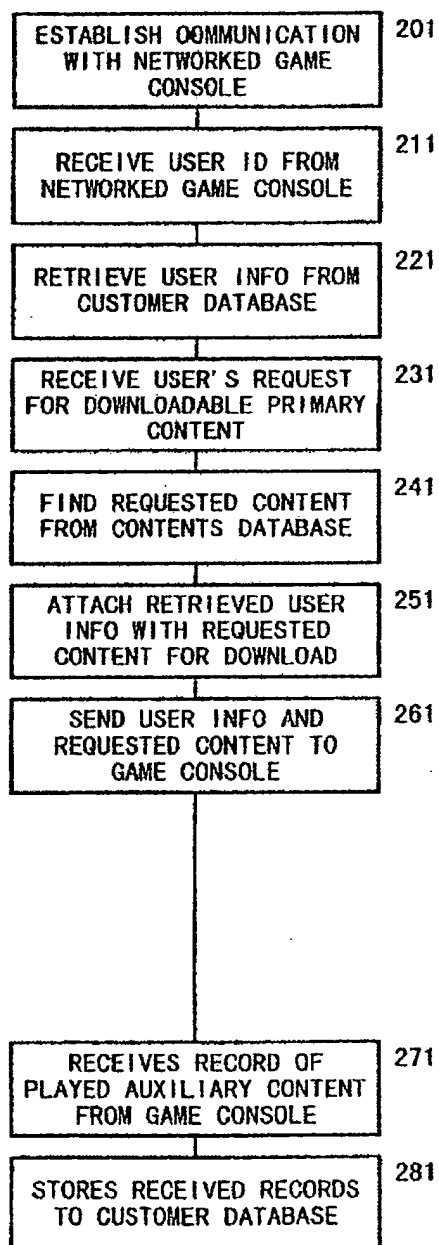 ESTABLISH COMMUNICATION
WITH NETWORKED GAME
CONSOLE
201
RECEIVE USER ID FROM
NETWORKED GAME CONSOLE
211
RETRIEVE USER INFO FROM
CUSTOMER DATABASE
221
RECEIVE USER'S REQUEST
FOR DOWNLOADABLE PRIMARY
CONTENT
231
FIND REQUESTED CONTENT
FROM CONTENTS DATABASE
241
ATTACH RETRIEVED USER
INFO WITH REQUESTED
CONTENT FOR DOWNLOAD
251
SEND USER INFO AND
REQUESTED CONTENT TO
GAME CONSOLE
261
RECEIVES RECORD OF
PLAYED AUXILIARY CONTENT
FROM GAME CONSOLE
271
STORES RECEIVED RECORDS
TO CUSTOMER DATABASE
281